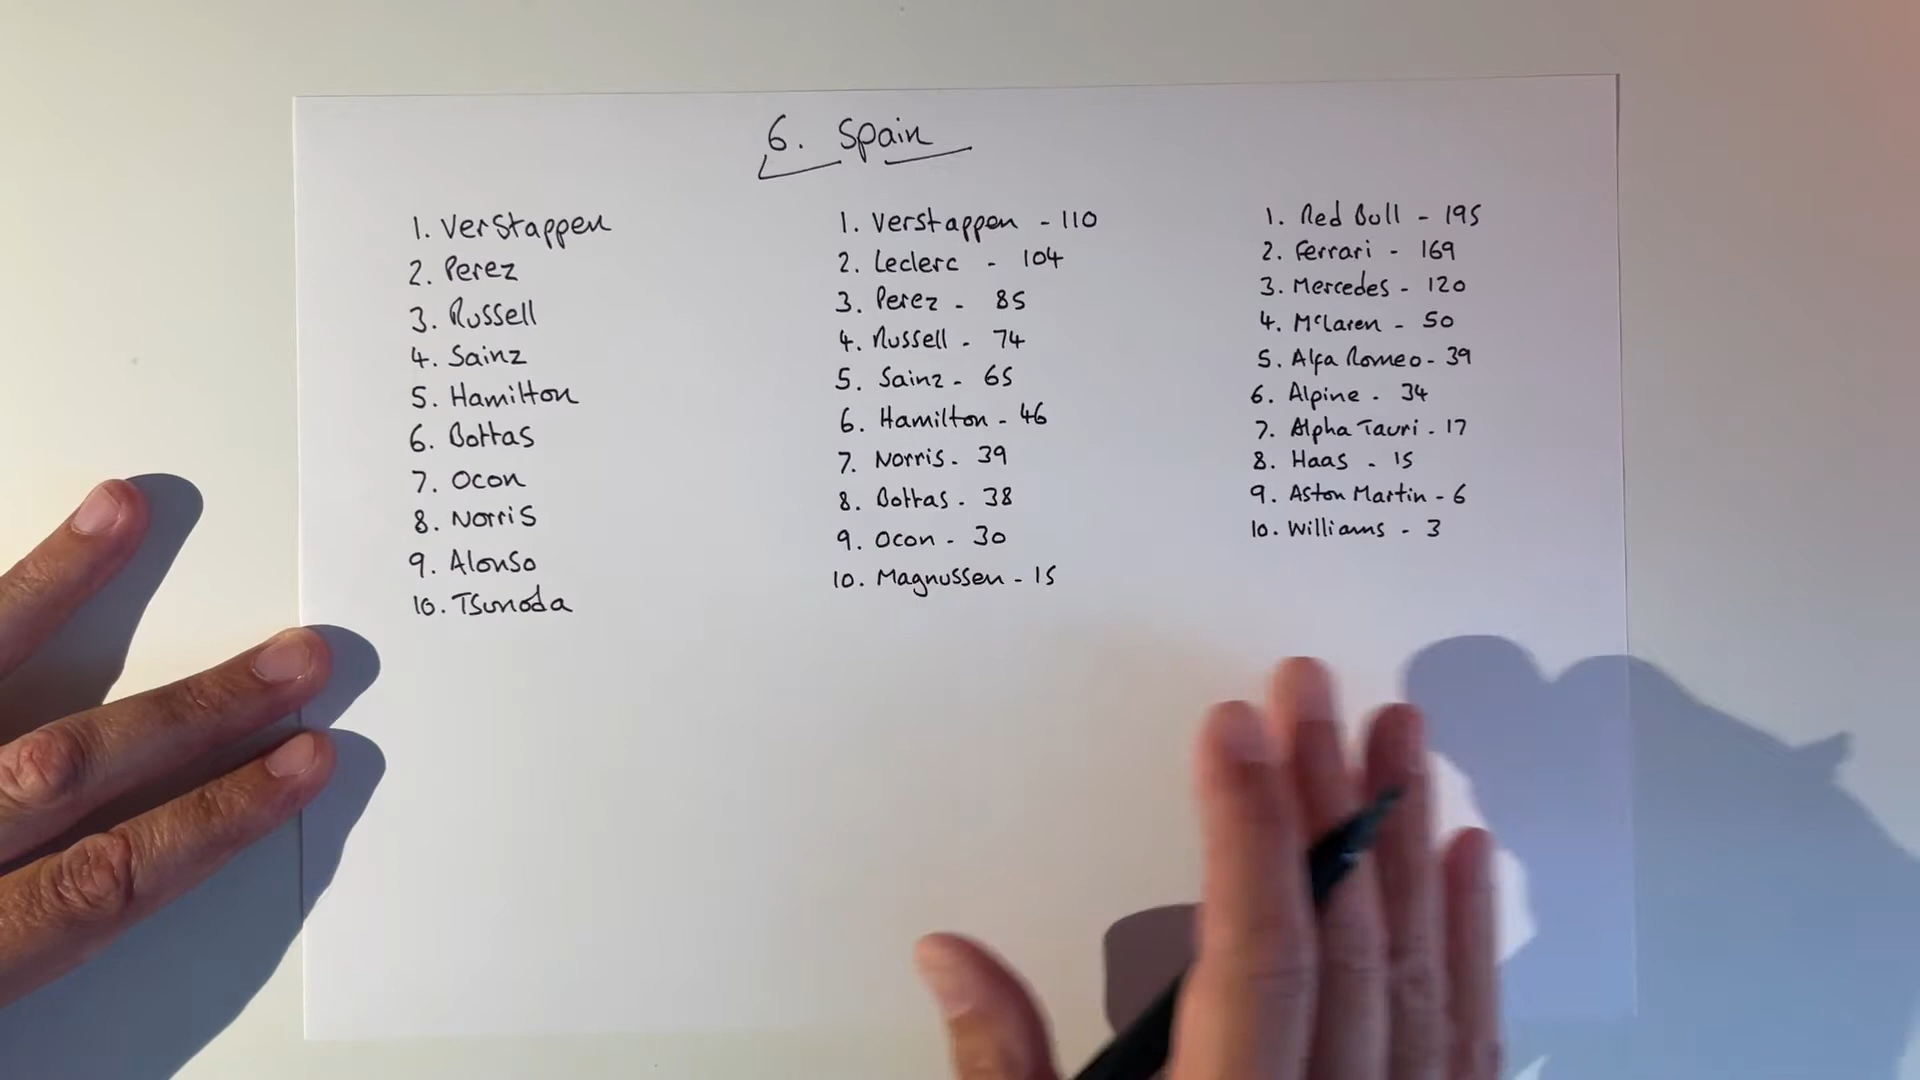 6. Spain
1. Verstappen
2. Perez
3. Russell
4. Sainz
5. Hamilton
6. Bottas
7. Ocon
8. Norris
9. Alonso
10. Tsunoda
1. Verstappen - 110
2. Leclerc - 104
3. Perez - 85
4. Russell - 74
5. Sainz - 65
6. Hamilton - 46
7. Norris - 39
8. Bottas - 38
9. Ocon - 30
10. Magnussen - 15
1. Red Bull - 195
2. Ferrari - 169
3. Mercedes - 120
4. McLaren - 50
5. Alfa Romeo - 39
6. Alpine - 34
7. Alpha Tauri - 17
8. Haas - 15
9. Aston Martin - 6
10. Williams - 3